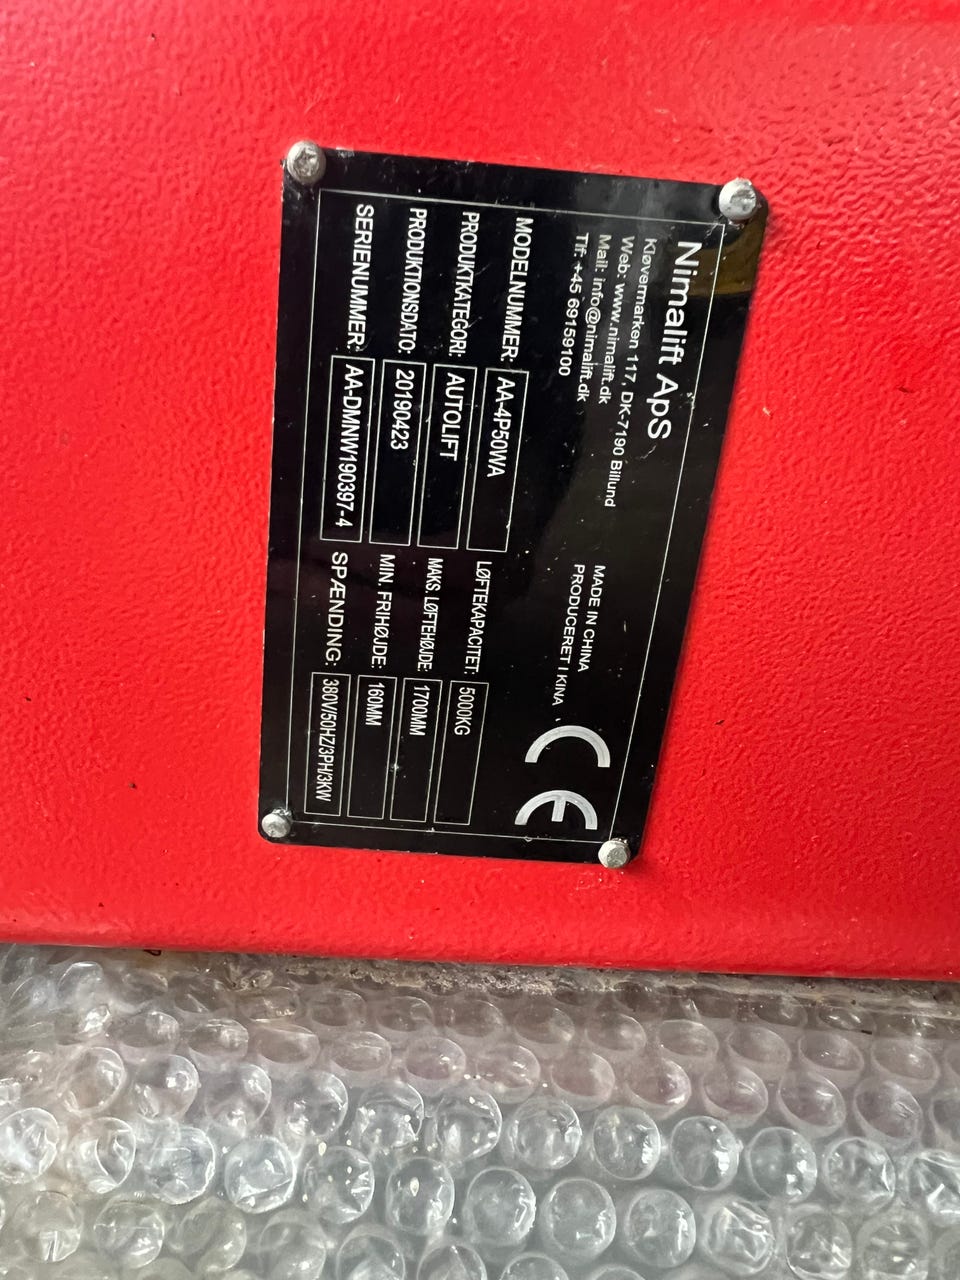 Nimalift ApS
Kløvermarken 117, DK-7190 Billund
Web: www.nimalift.dk
Mail: info@nimalift.dk
Tlf: +45 69159100
MADE IN CHINA
PRODUCERET I KINA
CE
MODELNUMMER: AA-4P50WA
PRODUKTKATEGORI: AUTOLIFT
PRODUKTIONSDATO: 20190423
SERIENUMMER: AA-DMNW190397-4
LØFTEKAPACITET: 5000KG
MAKS. LØFTEHØJDE: 1700MM
MIN. FRIHØJDE: 160MM
SPÆNDING: 380V/50HZ/3PH/3KW